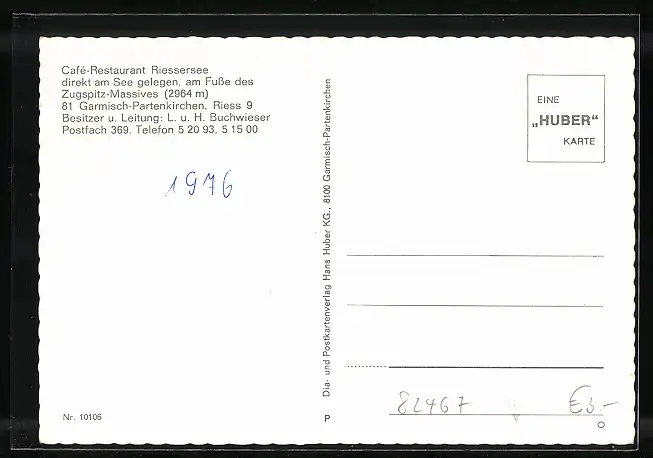 Café-Restaurant Riessersee
direkt am See gelegen, am Fuße des
Zugspitz-Massives (2964 m)
81 Garmisch-Partenkirchen, Riess 9
Besitzer u. Leitung: L. u. H. Buchwieser
Postfach 369, Telefon 5 20 93, 5 15 00
1976
Nr. 10106
Dia- und Postkartenverlag Hans Huber KG., 8100 Garmisch-Partenkirchen
P
EINE
„HUBER“
KARTE
82467
€3.-